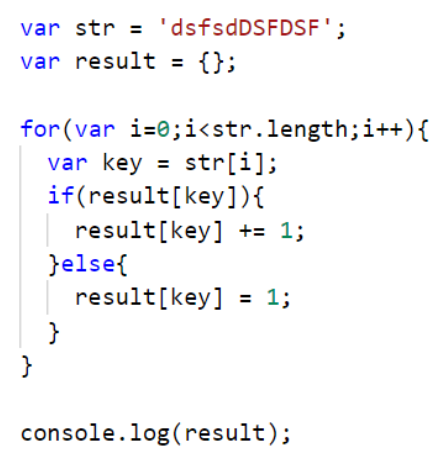 var str = 'dsfsdDSFDSF';
var result = {};

for(var i=0;i<str.length;i++){
  var key = str[i];
  if(result[key]){
    result[key] += 1;
  }else{
    result[key] = 1;
  }
}

console.log(result);